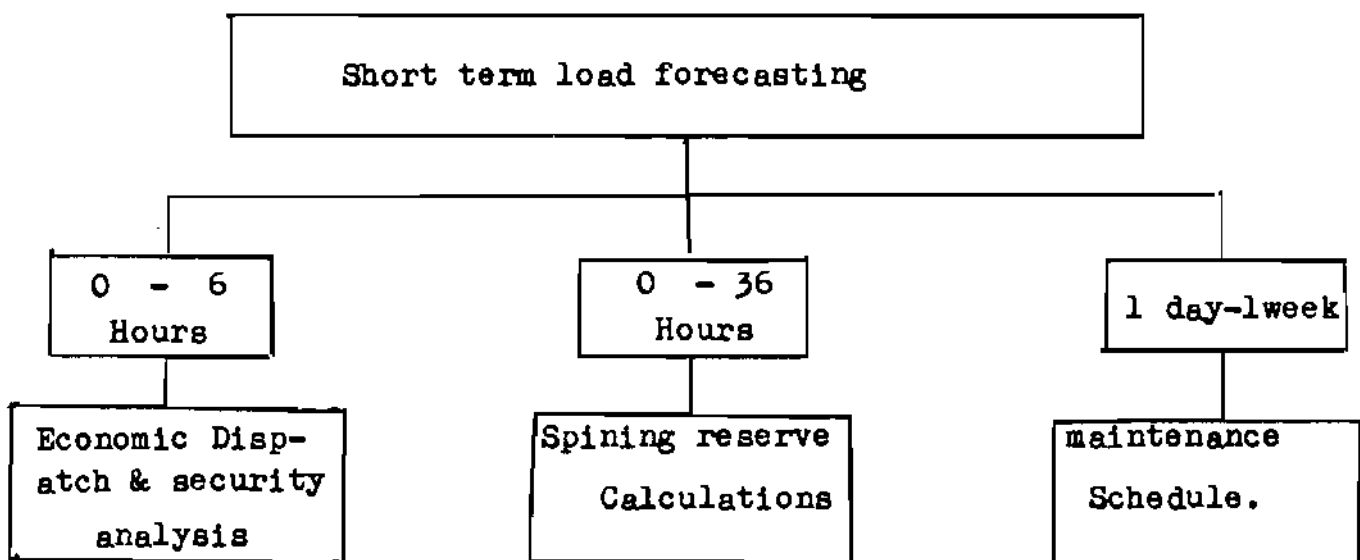 Short term load forecasting
0 - 6
Hours
0 - 36
Hours
1 day-1week
Economic Disp-
atch & security
analysis
Spining reserve
Calculations
maintenance
Schedule.